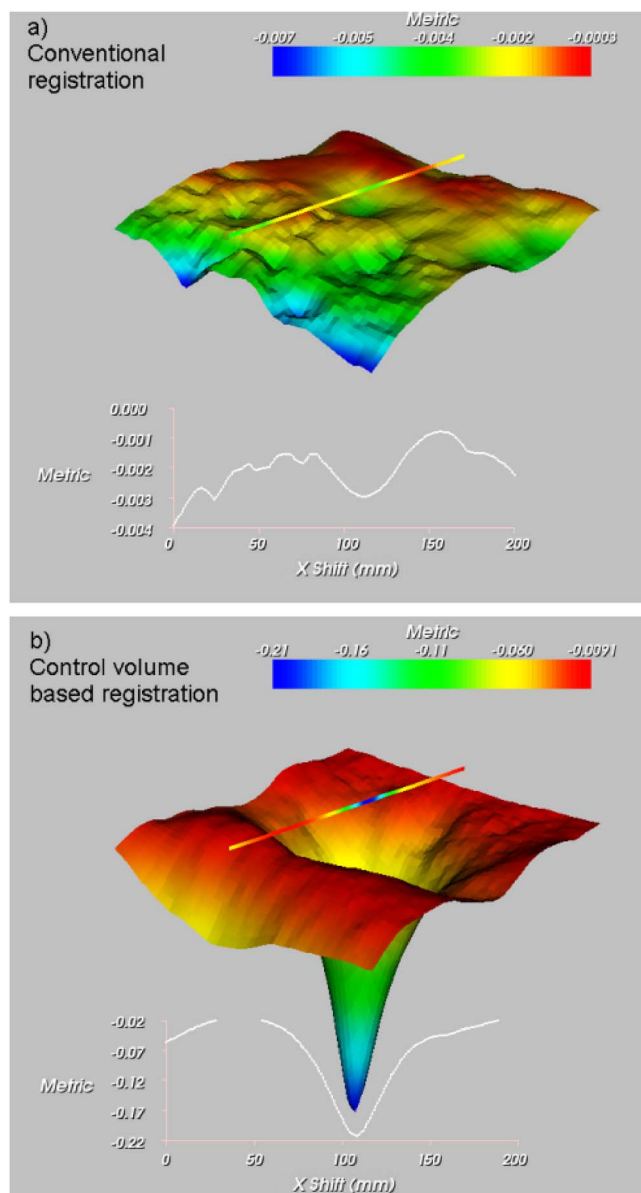 a)
Conventional
registration
Metric
-0.007 -0.005 -0.004 -0.002 -0.0003
0.000
-0.001
-0.002
-0.003
-0.004
Metric
0 50 100 150 200
X Shift (mm)
b)
Control volume
based registration
Metric
-0.21 -0.16 -0.11 -0.060 -0.0091
-0.02
-0.07
-0.12
-0.17
-0.22
Metric
0 50 100 150 200
X Shift (mm)